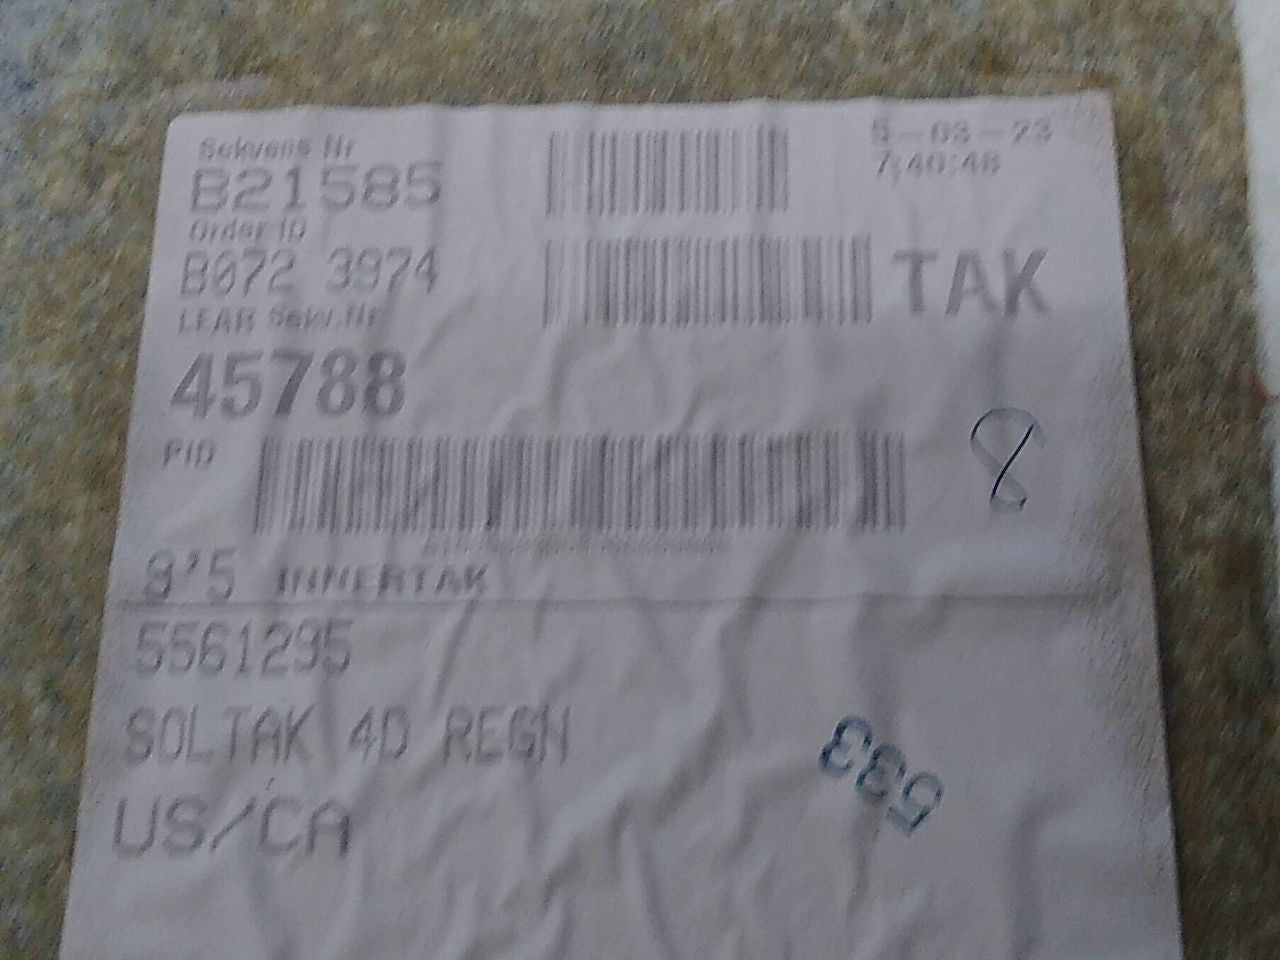 Sekvens Nr
B21585
5-03-23
7:40:48
Order ID
B072 3974
TAK
LEAR Sekv.Nr
45788
8
PID
9'5 INNERTAK
5561295
SOLTAK 4D REGN
533
US/CA